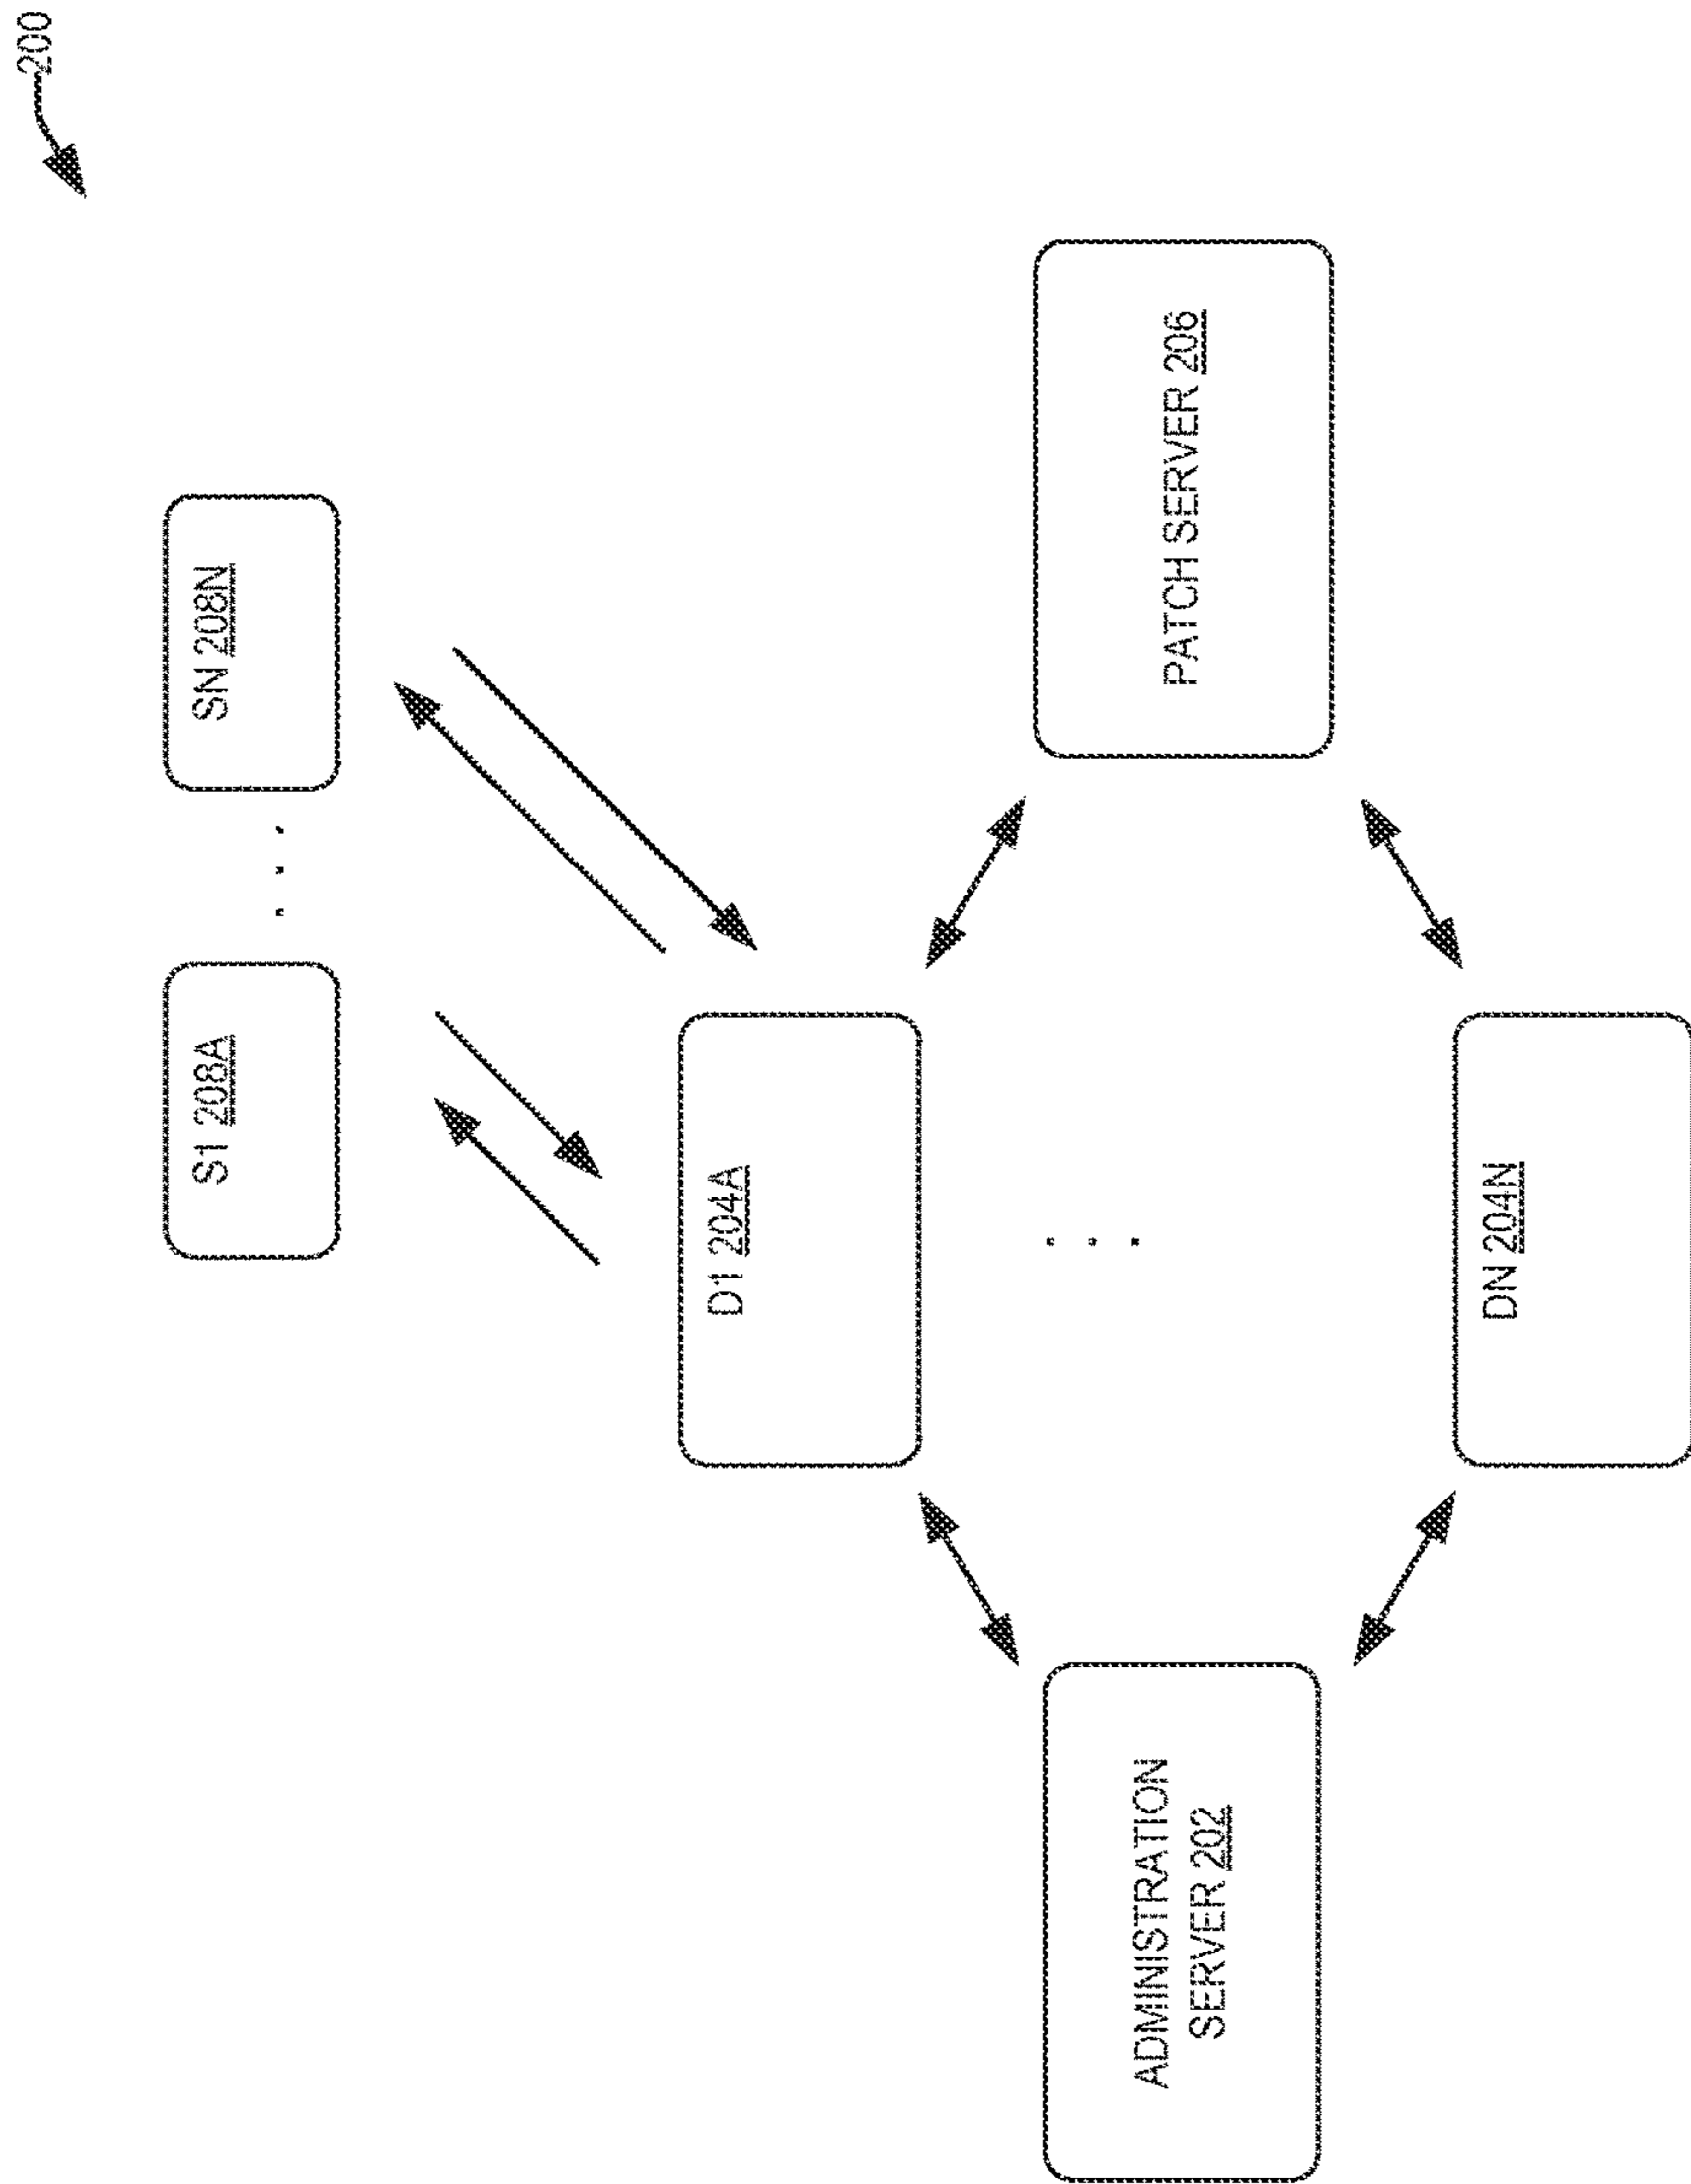 200
S1 208A
. . .
SN 208N
D1 204A
ADMINISTRATION
SERVER 202
. . .
PATCH SERVER 206
DN 204N